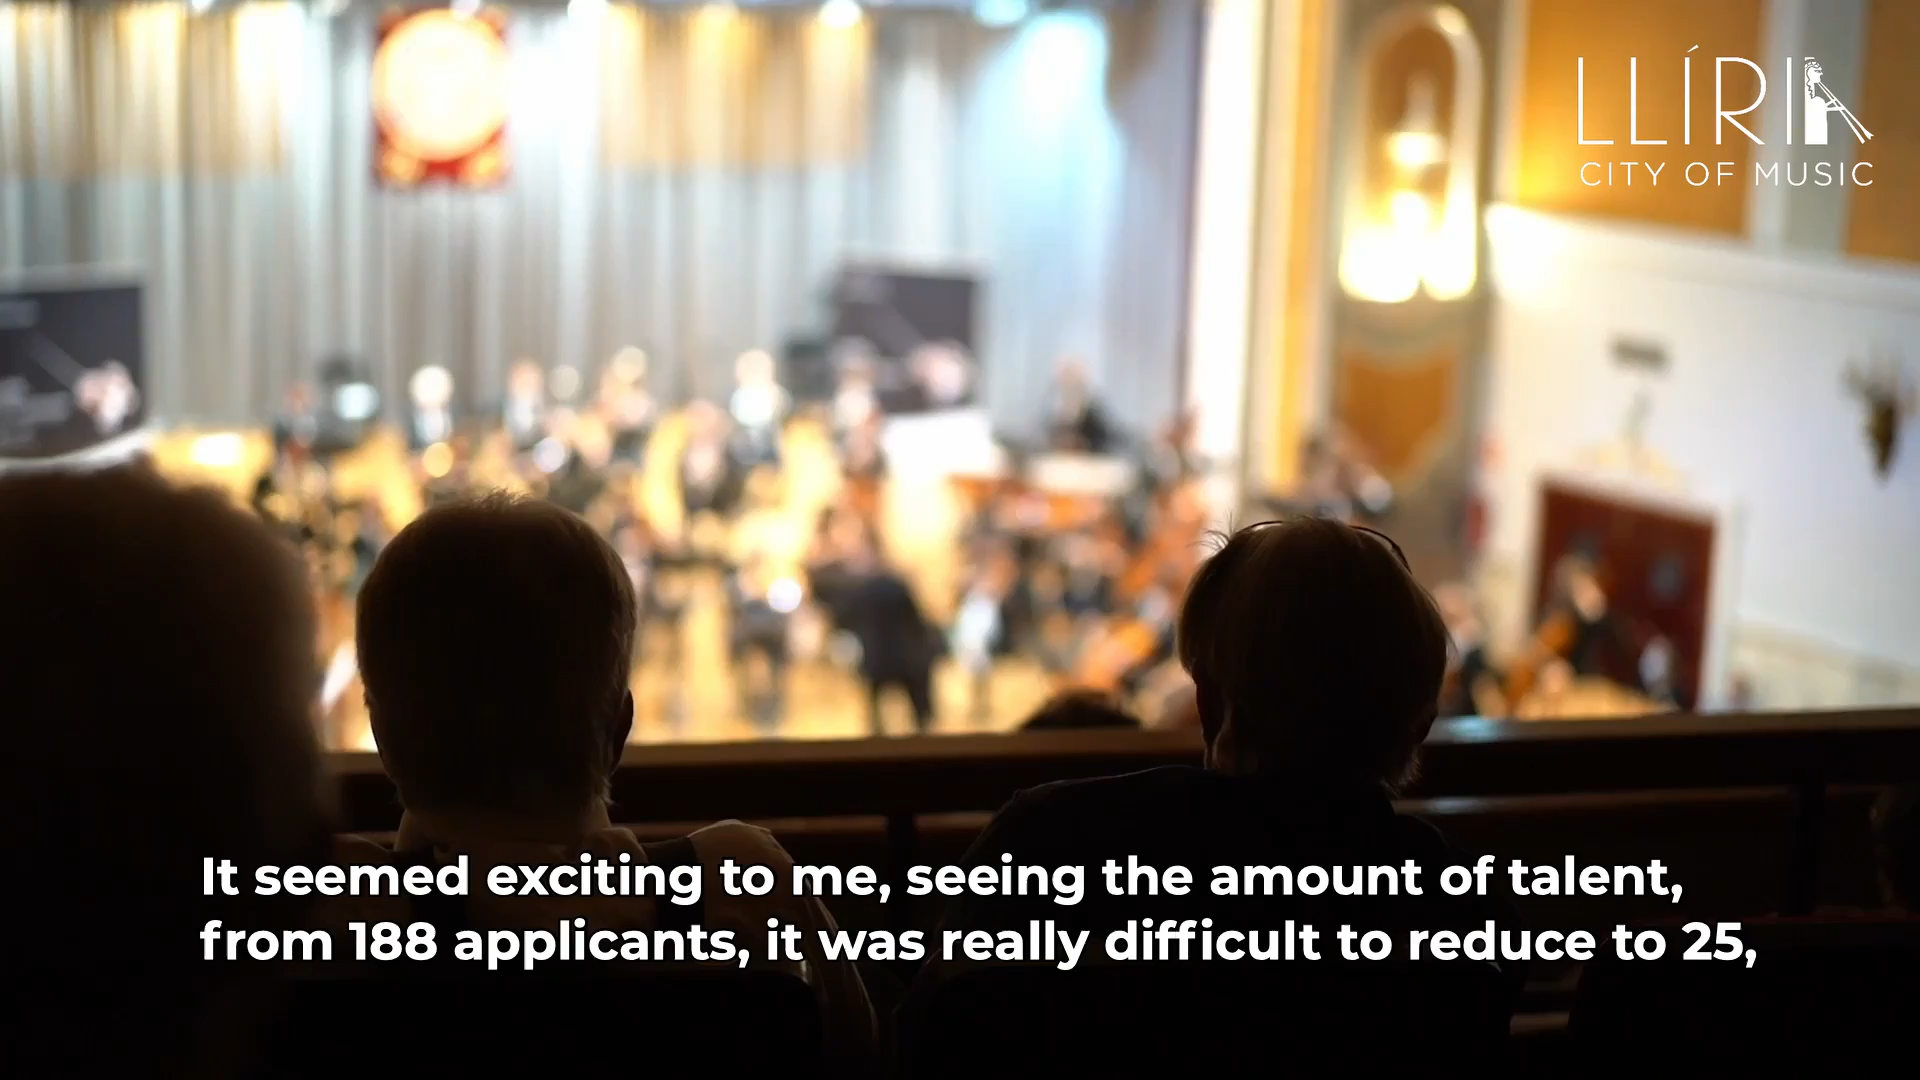 LLÍRIA
CITY OF MUSIC
It seemed exciting to me, seeing the amount of talent,
from 188 applicants, it was really difficult to reduce to 25,